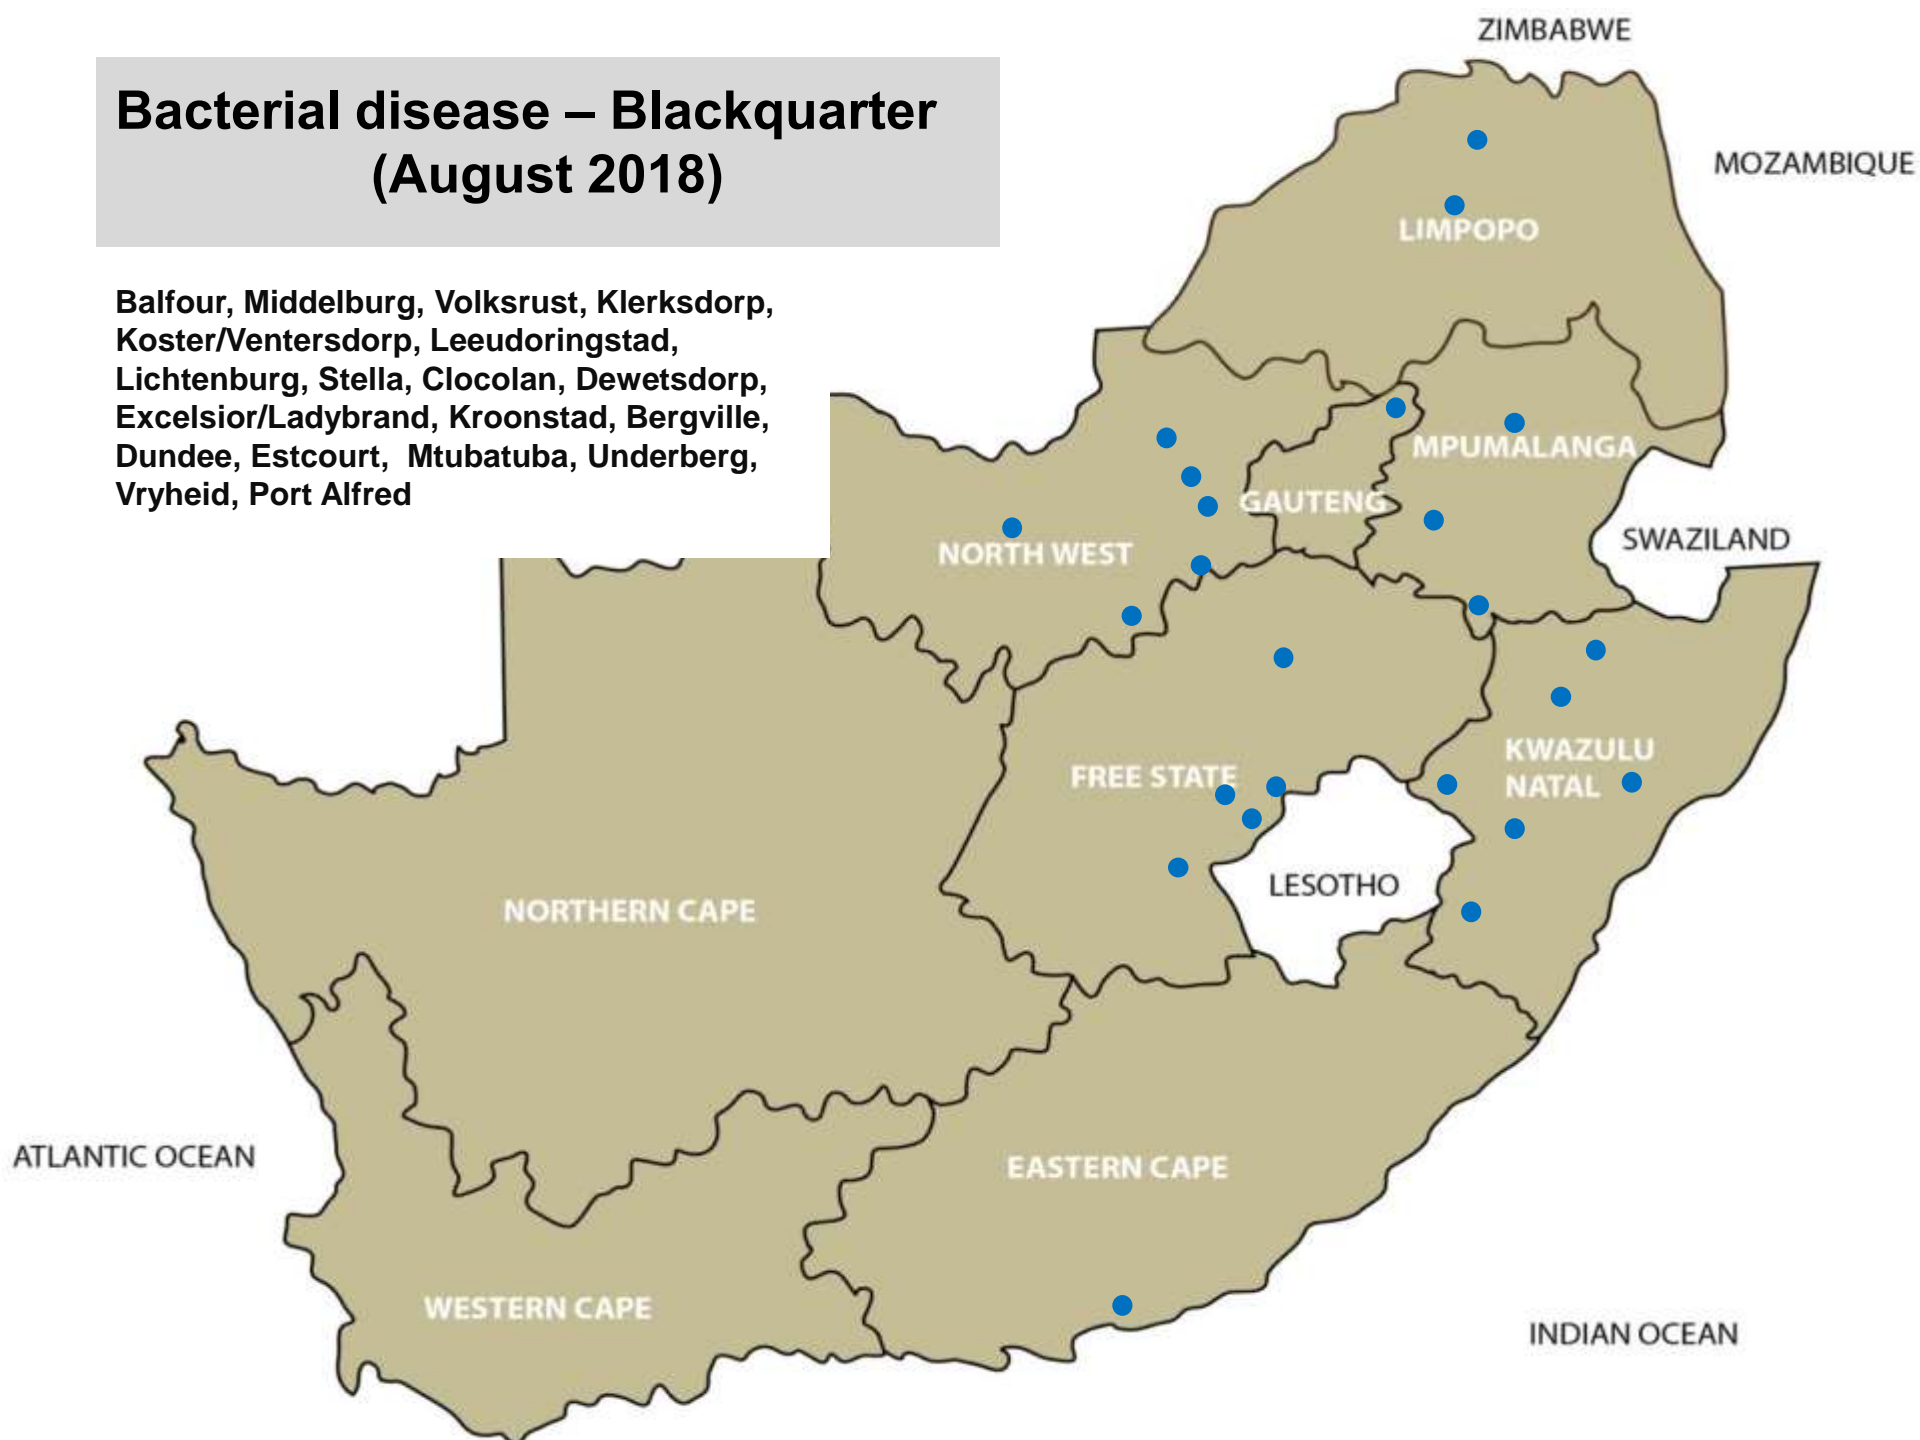 ZIMBABWE
Bacterial disease – Blackquarter
(August 2018)
MOZAMBIQUE
LIMPOPO
Balfour, Middelburg, Volksrust, Klerksdorp,
Koster/Ventersdorp, Leeudoringstad,
Lichtenburg, Stella, Clocolan, Dewetsdorp,
Excelsior/Ladybrand, Kroonstad, Bergville,
Dundee, Estcourt,  Mtubatuba, Underberg,
Vryheid, Port Alfred
MPUMALANGA
GAUTENG
SWAZILAND
NORTH WEST
KWAZULU
NATAL
FREE STATE
LESOTHO
NORTHERN CAPE
ATLANTIC OCEAN
EASTERN CAPE
WESTERN CAPE
INDIAN OCEAN